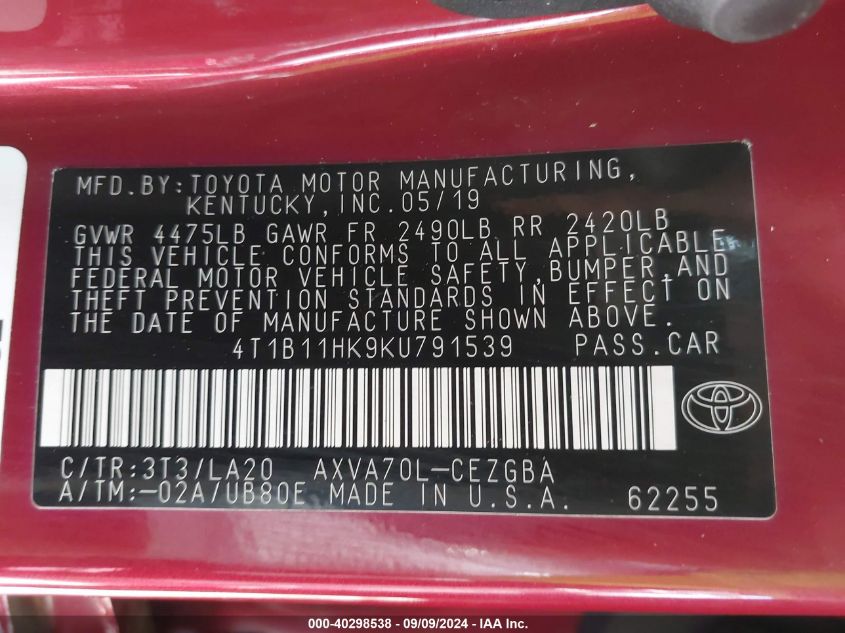 MFD.BY:TOYOTA MOTOR MANUFACTURING,
KENTUCKY,INC.05/19
GVWR 4475LB GAWR FR 2490LB RR 2420LB
THIS VEHICLE CONFORMS TO ALL APPLICABLE
FEDERAL MOTOR VEHICLE SAFETY,BUMPER,AND
THEFT PREVENTION STANDARDS IN EFFECT ON
THE DATE OF MANUFACTURE SHOWN ABOVE.
4T1B11HK9KU791539 PASS.CAR
C/TR:3T3/LA20 AXVA70L-CEZGBA
A/TM:-02A/UB80E MADE IN U.S.A. 62255
000-40298538 - 09/09/2024 - IAA Inc.